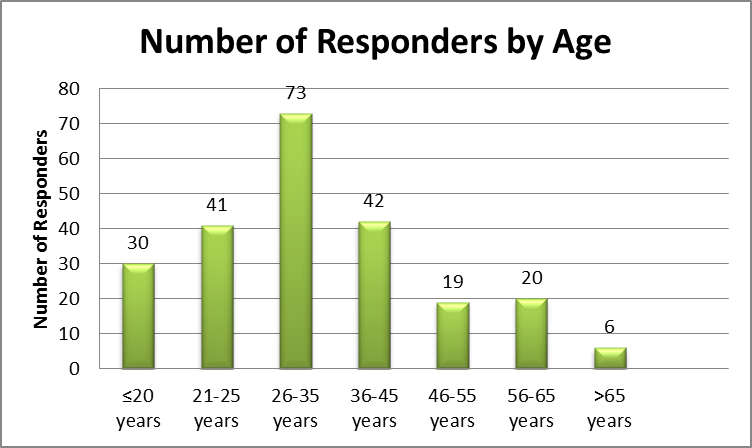 Number of Responders by Age
Number of Responders
80
70
60
50
40
30
20
10
0
30
41
73
42
19
20
6
≤20 years
21-25 years
26-35 years
36-45 years
46-55 years
56-65 years
>65 years